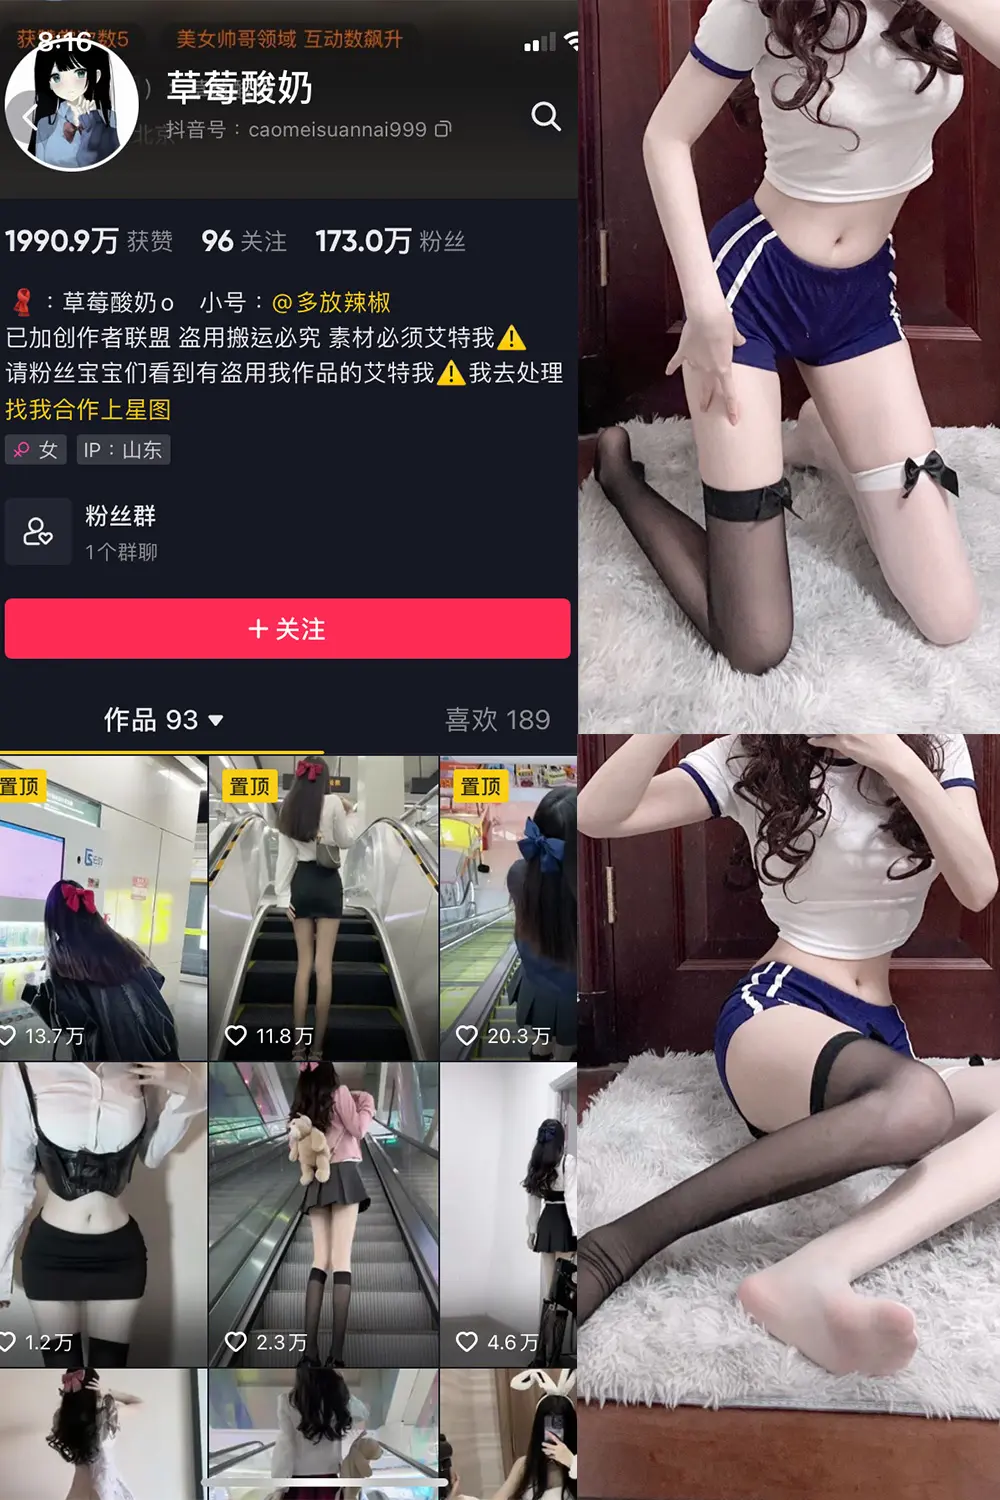 获赞总数5 美女帅哥领域 互动数飙升
8:16
草莓酸奶
抖音号：caomeisuannai999
北京
1990.9万 获赞 96 关注 173.0万 粉丝
：草莓酸奶o 小号：@多放辣椒
已加创作者联盟 盗用搬运必究 素材必须艾特我⚠️
请粉丝宝宝们看到有盗用我作品的艾特我⚠️我去处理
找我合作上星图
女 IP：山东
粉丝群
1个群聊
+ 关注
作品 93 喜欢 189
置顶 置顶 置顶
13.7万 11.8万 20.3万
1.2万 2.3万 4.6万